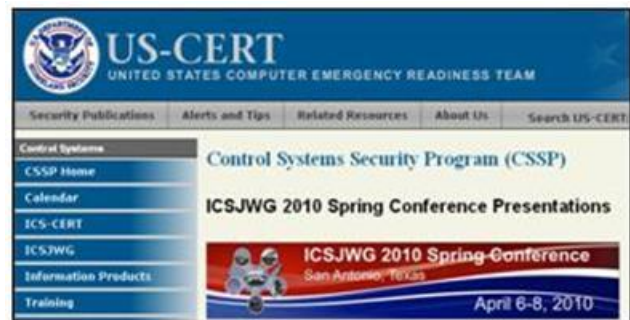 US-CERT
UNITED STATES COMPUTER EMERGENCY READINESS TEAM
Security Publications Alerts and Tips Related Resources About Us Search US-CERT
Control Systems
CSSP Home
Calendar
ICS-CERT
ICSJWG
Information Products
Training
Control Systems Security Program (CSSP)
ICSJWG 2010 Spring Conference Presentations
ICSJWG 2010 Spring Conference
San Antonio, Texas
April 6-8, 2010